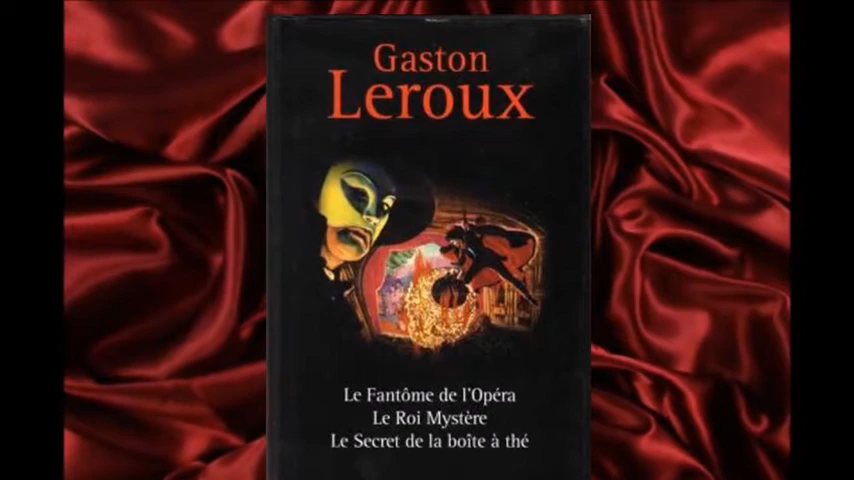 Gaston
Leroux
Le Fantôme de l'Opéra
Le Roi Mystère
Le Secret de la boîte à thé